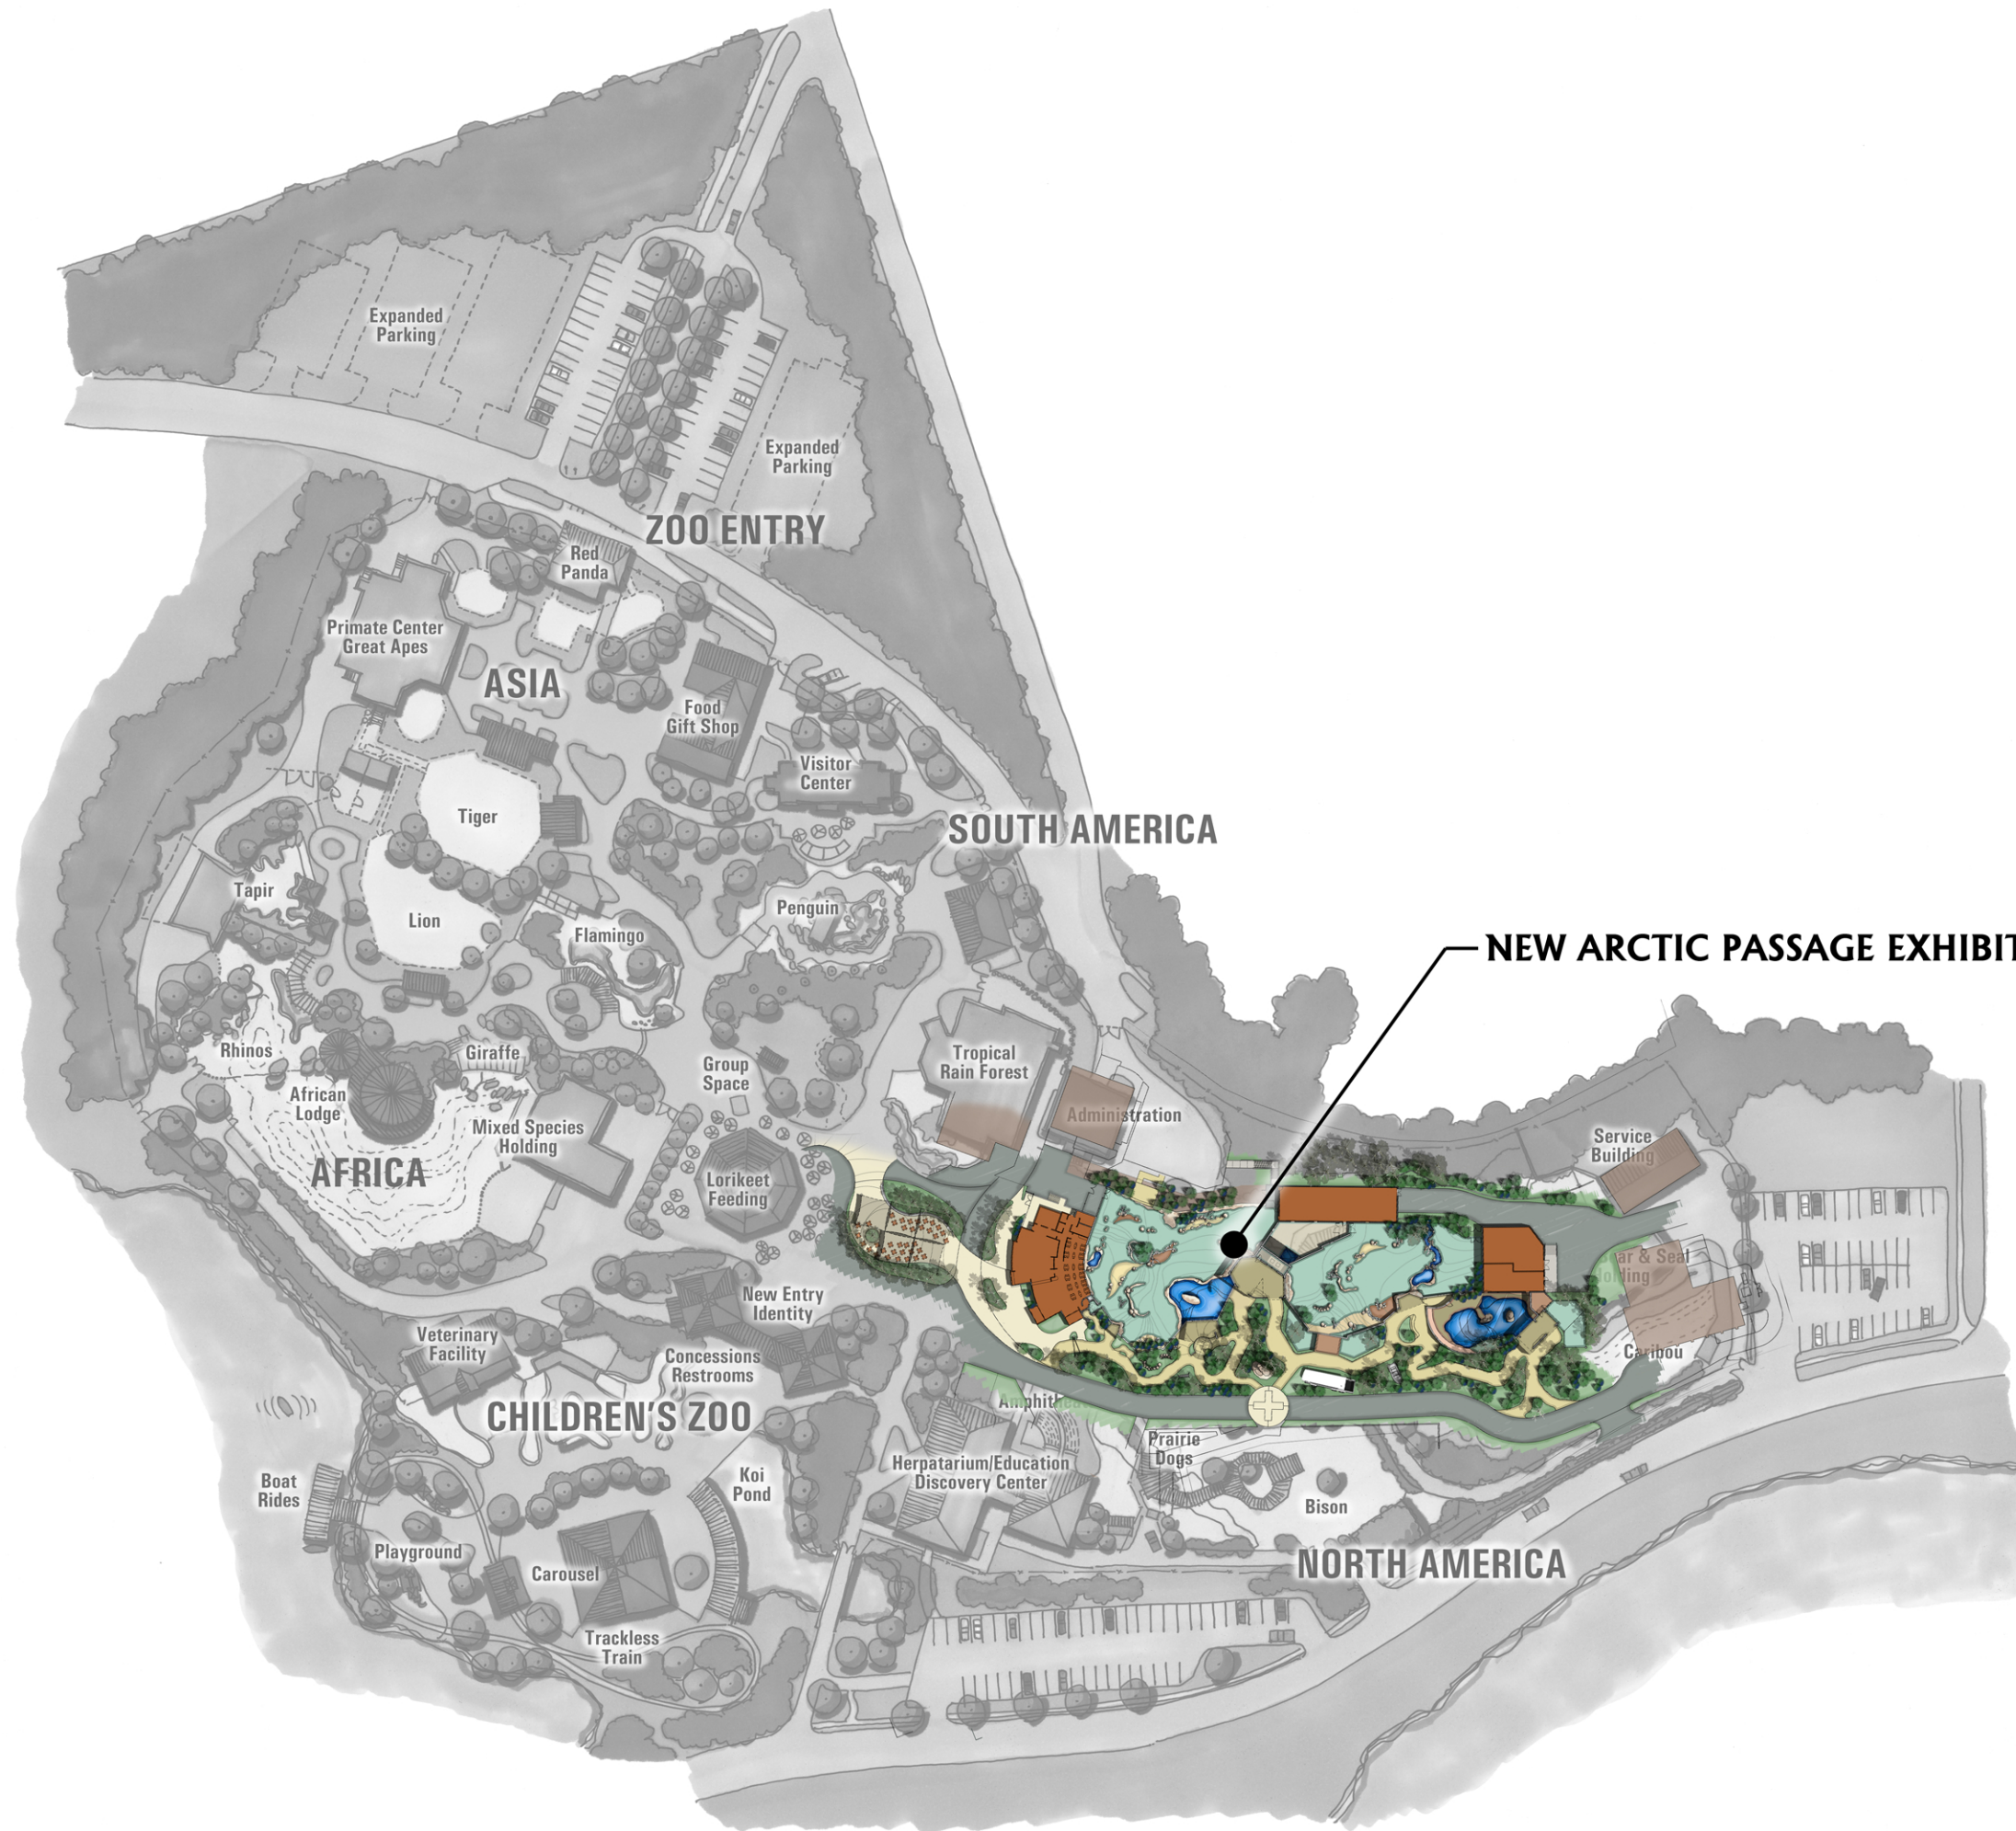 Expanded
Parking
Expanded
Parking
ZOO ENTRY
Red
Panda
Primate Center
Great Apes
ASIA
Food
Gift Shop
Visitor
Center
Tiger
SOUTH AMERICA
Tapir
Lion
Penguin
Flamingo
NEW ARCTIC PASSAGE EXHIBIT
Rhinos
Giraffe
African
Lodge
Group
Space
Tropical
Rain Forest
Administration
Mixed Species
Holding
Service
Building
AFRICA
Lorikeet
Feeding
ar & Seal
olding
New Entry
Identity
Veterinary
Facility
Concessions
Restrooms
Caribou
CHILDREN'S ZOO
Prairie
Dogs
Herpatarium/Education
Discovery Center
Koi
Pond
Boat
Rides
Bison
Playground
Carousel
NORTH AMERICA
Trackless
Train